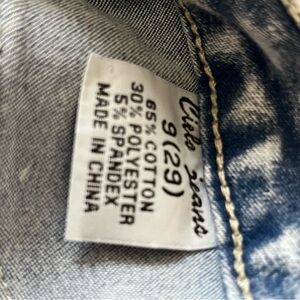 Cielo jeans
9(29)
65% COTTON
30% POLYESTER
5% SPANDEX
MADE IN CHINA